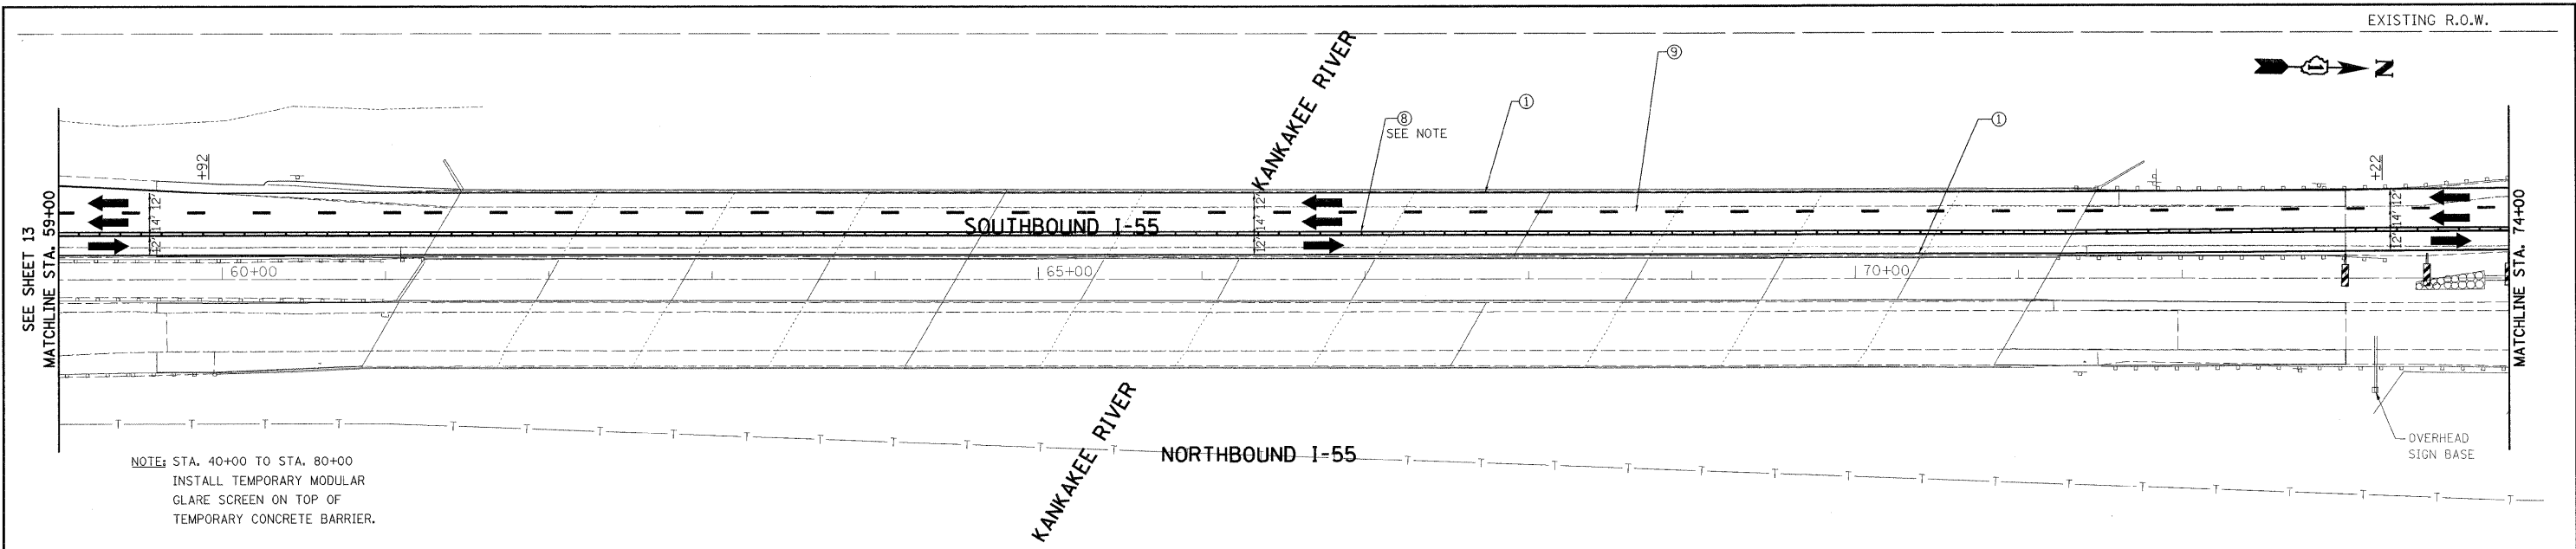 EXISTING R.O.W.
N
KANKAKEE RIVER
9
1
8
SEE NOTE
1
+92
+22
12' 14' 12'
12' 14' 12'
12' 14' 12'
SOUTHBOUND I-55
SEE SHEET 13
MATCHLINE STA. 59+00
MATCHLINE STA. 74+00
60+00
65+00
70+00
KANKAKEE RIVER
NORTHBOUND I-55
OVERHEAD
SIGN BASE
NOTE: STA. 40+00 TO STA. 80+00
INSTALL TEMPORARY MODULAR
GLARE SCREEN ON TOP OF
TEMPORARY CONCRETE BARRIER.
T T T T T T T T T T T T T T T T T T T T T T T T T T T T T T T T T